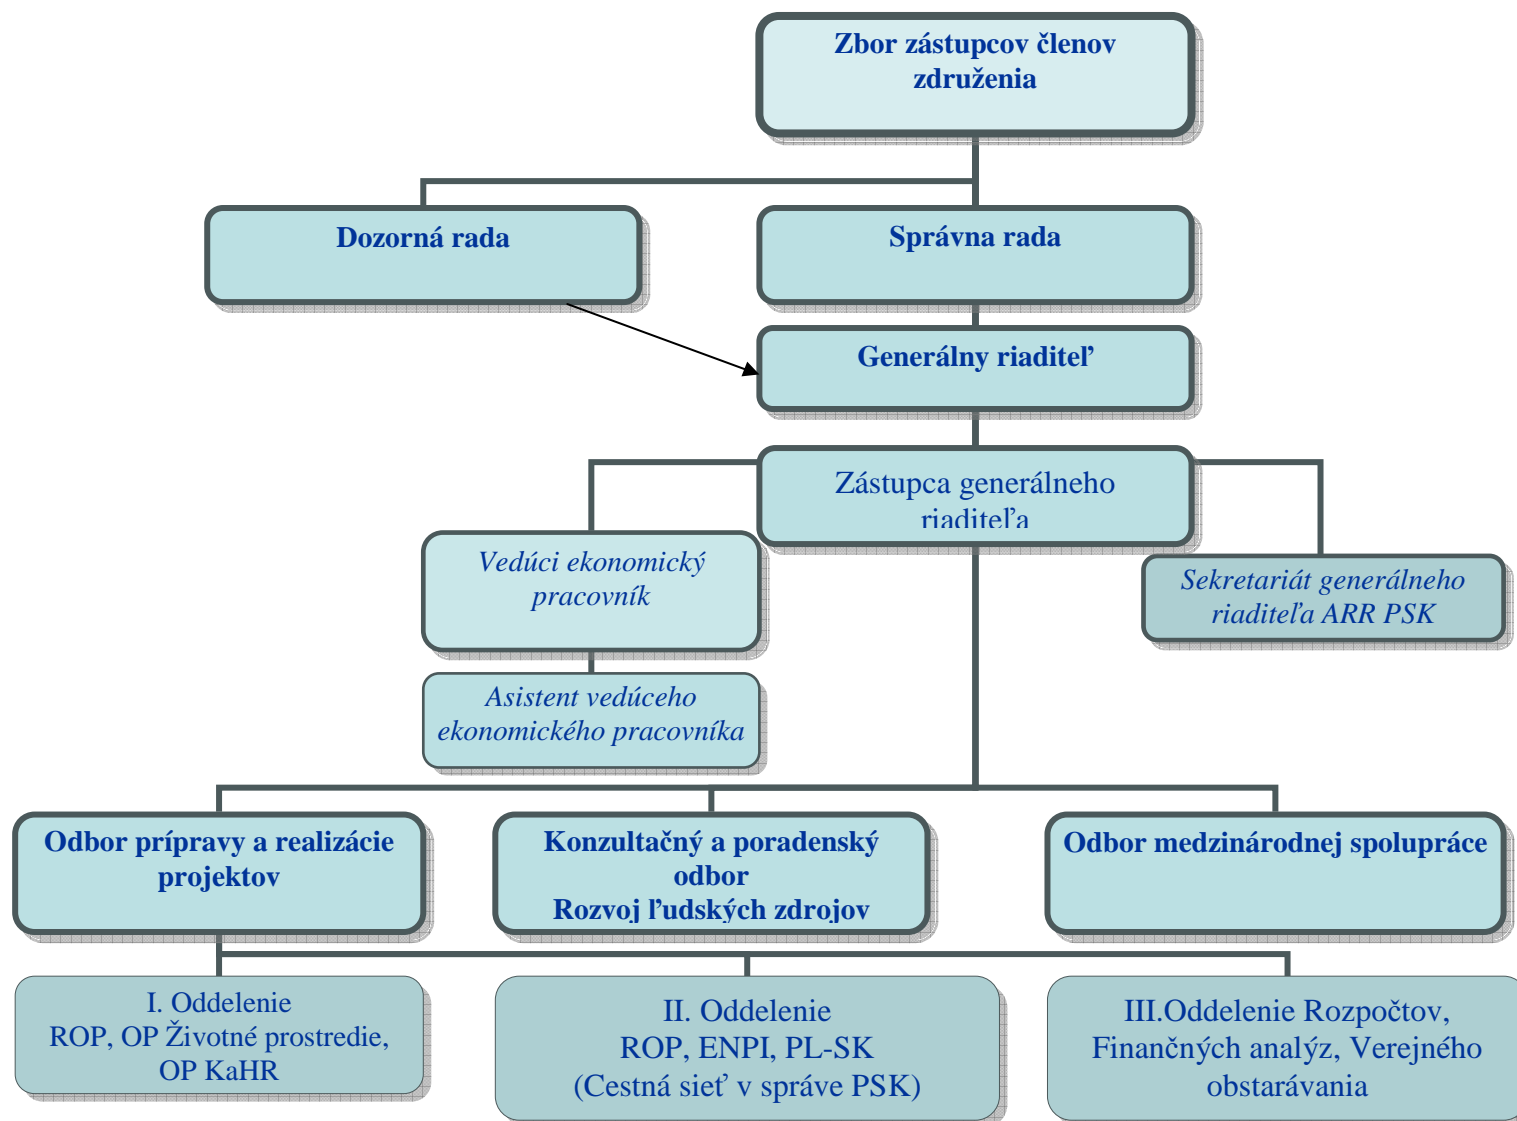 Zbor zástupcov členov
združenia
Dozorná rada
Správna rada
Generálny riaditeľ
Zástupca generálneho
riaditeľa
Vedúci ekonomický
pracovník
Sekretariát generálneho
riaditeľa ARR PSK
Asistent vedúceho
ekonomického pracovníka
Odbor prípravy a realizácie
projektov
Konzultačný a poradenský
odbor
Rozvoj ľudských zdrojov
Odbor medzinárodnej spolupráce
I. Oddelenie
ROP, OP Životné prostredie,
OP KaHR
II. Oddelenie
ROP, ENPI, PL-SK
(Cestná sieť v správe PSK)
III.Oddelenie Rozpočtov,
Finančných analýz, Verejného
obstarávania